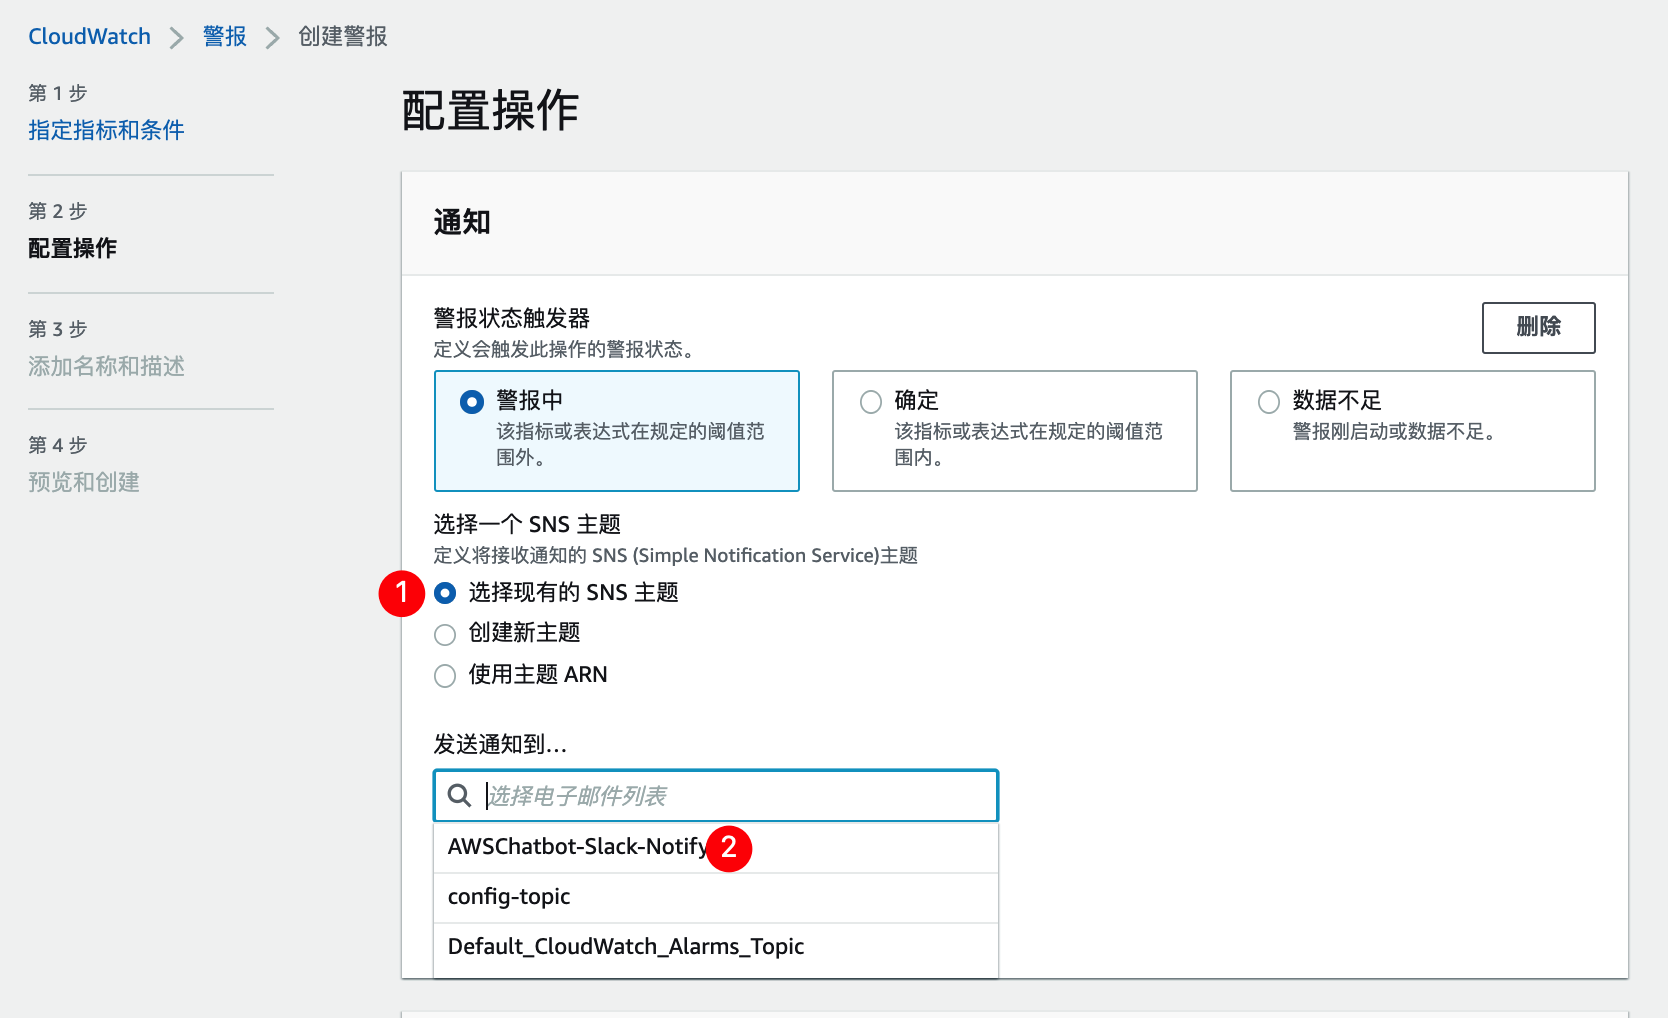 CloudWatch > 警报 > 创建警报
第 1 步
指定指标和条件
第 2 步
配置操作
第 3 步
添加名称和描述
第 4 步
预览和创建
配置操作
通知
警报状态触发器
定义会触发此操作的警报状态。
删除
警报中
该指标或表达式在规定的阈值范
围外。
确定
该指标或表达式在规定的阈值范
围内。
数据不足
警报刚启动或数据不足。
选择一个 SNS 主题
定义将接收通知的 SNS (Simple Notification Service)主题
1 选择现有的 SNS 主题
创建新主题
使用主题 ARN
发送通知到...
选择电子邮件列表
AWSChatbot-Slack-Notify 2
config-topic
Default_CloudWatch_Alarms_Topic